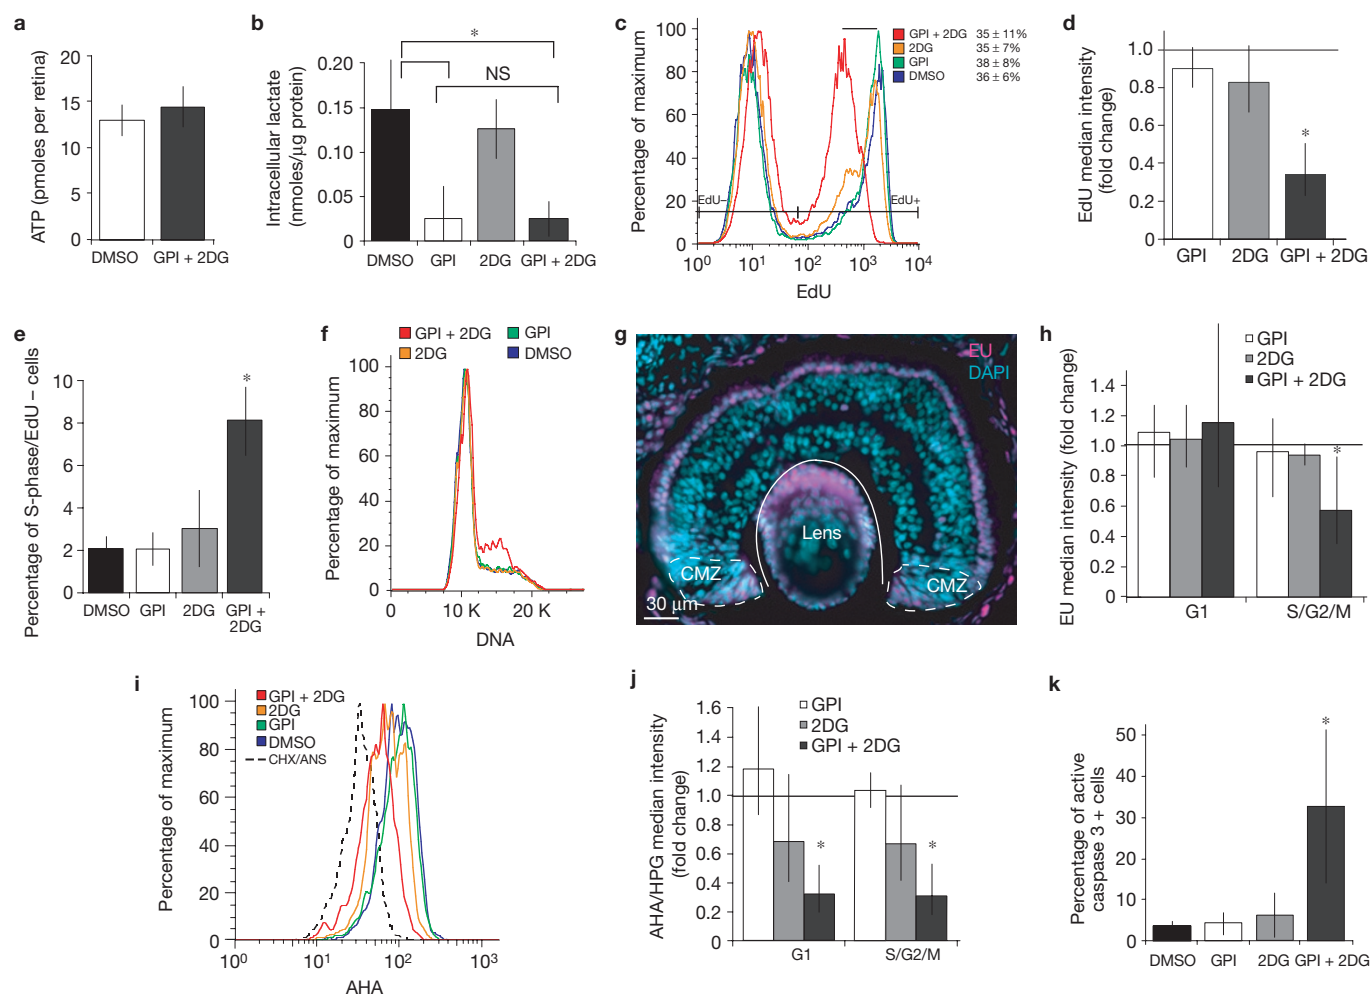 a
ATP (pmoles per retina)
20
15
10
5
0
DMSO
GPI + 2DG
b
Intracellular lactate
(nmoles/µg protein)
0.20
0.15
0.10
0.05
0
*
NS
DMSO
GPI
2DG
GPI + 2DG
c
Percentage of maximum
100
80
60
40
20
0
GPI + 2DG 35 ± 11%
2DG 35 ± 7%
GPI 38 ± 8%
DMSO 36 ± 6%
EdU–
EdU+
10⁰ 10¹ 10² 10³ 10⁴
EdU
d
EdU median intensity
(fold change)
1.0
0.8
0.6
0.4
0.2
0
*
GPI
2DG
GPI + 2DG
e
Percentage of S-phase/EdU – cells
10
8
6
4
2
0
*
DMSO
GPI
2DG
GPI +
2DG
f
GPI + 2DG
GPI
2DG
DMSO
Percentage of maximum
100
80
60
40
20
0
0 10 K 20 K
DNA
g
EU
DAPI
Lens
CMZ
CMZ
30 µm
h
GPI
2DG
GPI + 2DG
EU median intensity (fold change)
1.4
1.2
1.0
0.8
0.6
0.4
0.2
0
*
G1
S/G2/M
i
GPI + 2DG
2DG
GPI
DMSO
CHX/ANS
Percentage of maximum
100
80
60
40
20
0
10⁰ 10¹ 10² 10³
AHA
j
GPI
2DG
GPI + 2DG
AHA/HPG median intensity
(fold change)
1.6
1.4
1.2
1.0
0.8
0.6
0.4
0.2
0
*
*
G1
S/G2/M
k
Percentage of active
caspase 3 + cells
50
40
30
20
10
0
*
DMSO
GPI
2DG
GPI + 2DG